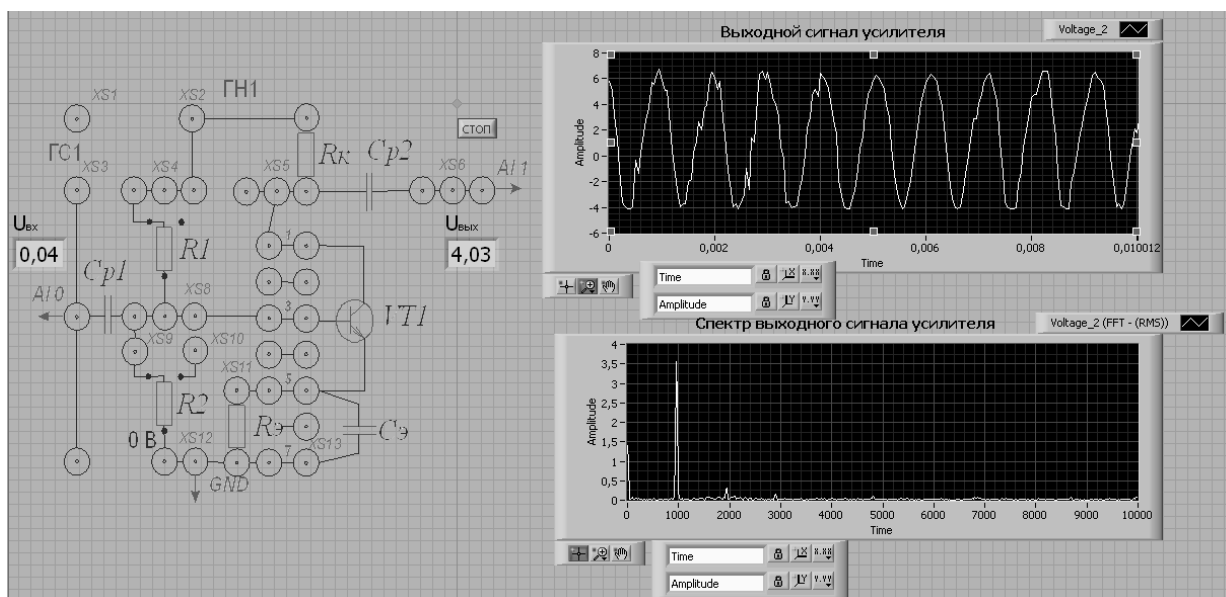 XS1
XS2
ГН1
СТОП
ГС1
XS3
XS4
XS5
Rк
Ср2
XS6
AI 1
Uвх
0,04
R1
1
Uвых
4,03
Ср1
AI 0
XS8
3
VT1
XS9
XS10
XS11
5
R2
Rэ
Сэ
0 В
XS12
7
XS13
GND
Выходной сигнал усилителя
Voltage_2
8
6
4
2
0
-2
-4
-6
Amplitude
0
0,002
0,004
0,006
0,008
0,010012
Time
Time
Amplitude
Спектр выходного сигнала усилителя
Voltage_2 (FFT - (RMS))
4
3,5
3
2,5
2
1,5
1
0,5
0
Amplitude
0
1000
2000
3000
4000
5000
6000
7000
8000
9000
10000
Time
Time
Amplitude